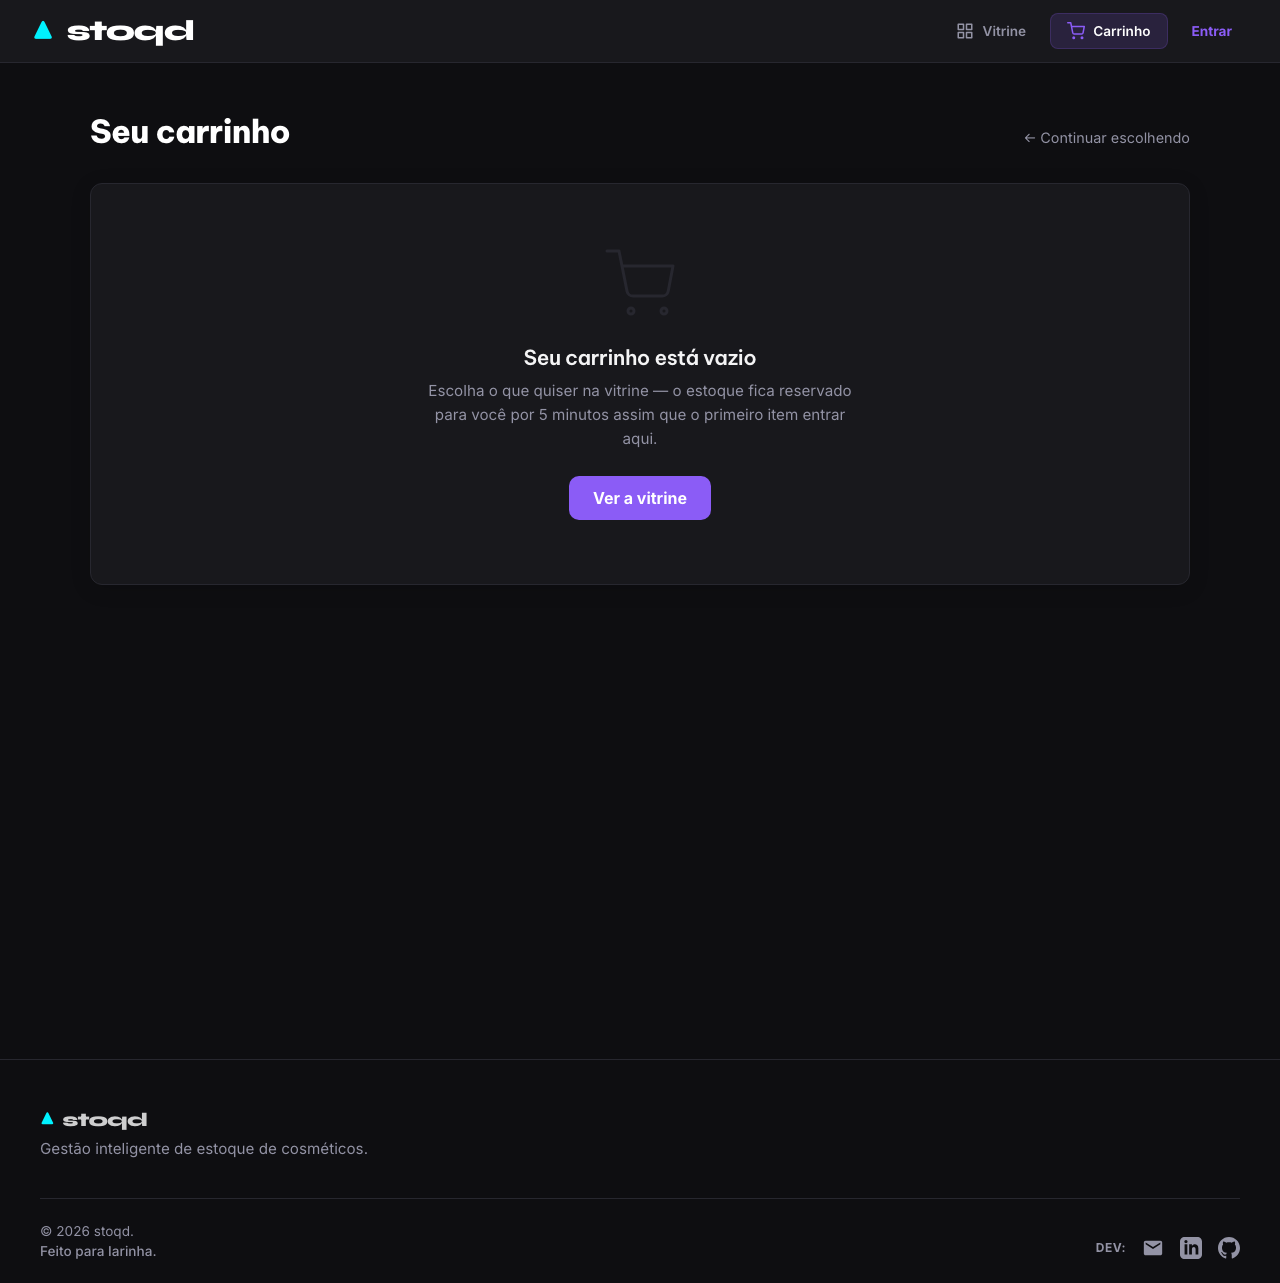 stoqd
Vitrine
Carrinho
Entrar
Seu carrinho
← Continuar escolhendo
Seu carrinho está vazio
Escolha o que quiser na vitrine — o estoque fica reservado
para você por 5 minutos assim que o primeiro item entrar
aqui.
Ver a vitrine
stoqd
Gestão inteligente de estoque de cosméticos.
© 2026 stoqd.
Feito para larinha.
DEV: